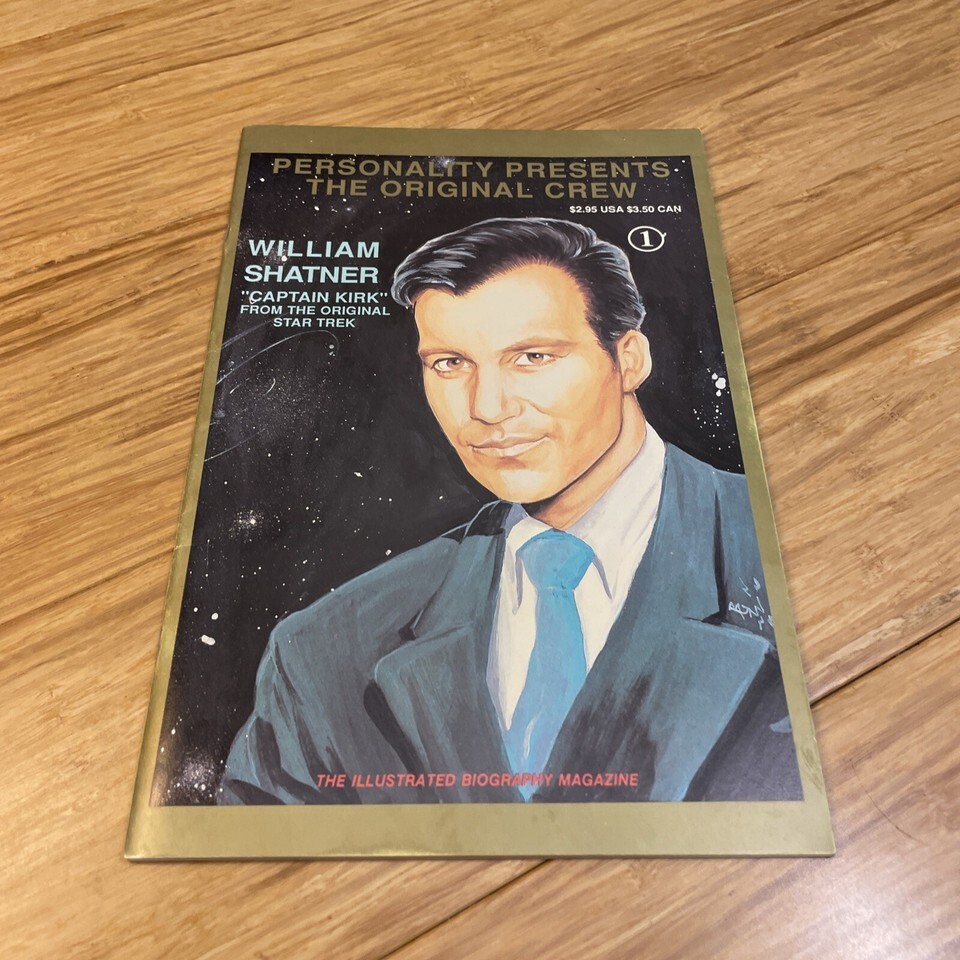 PERSONALITY PRESENTS
THE ORIGINAL CREW
$2.95 USA $3.50 CAN
1
WILLIAM
SHATNER
"CAPTAIN KIRK"
FROM THE ORIGINAL
STAR TREK
THE ILLUSTRATED BIOGRAPHY MAGAZINE